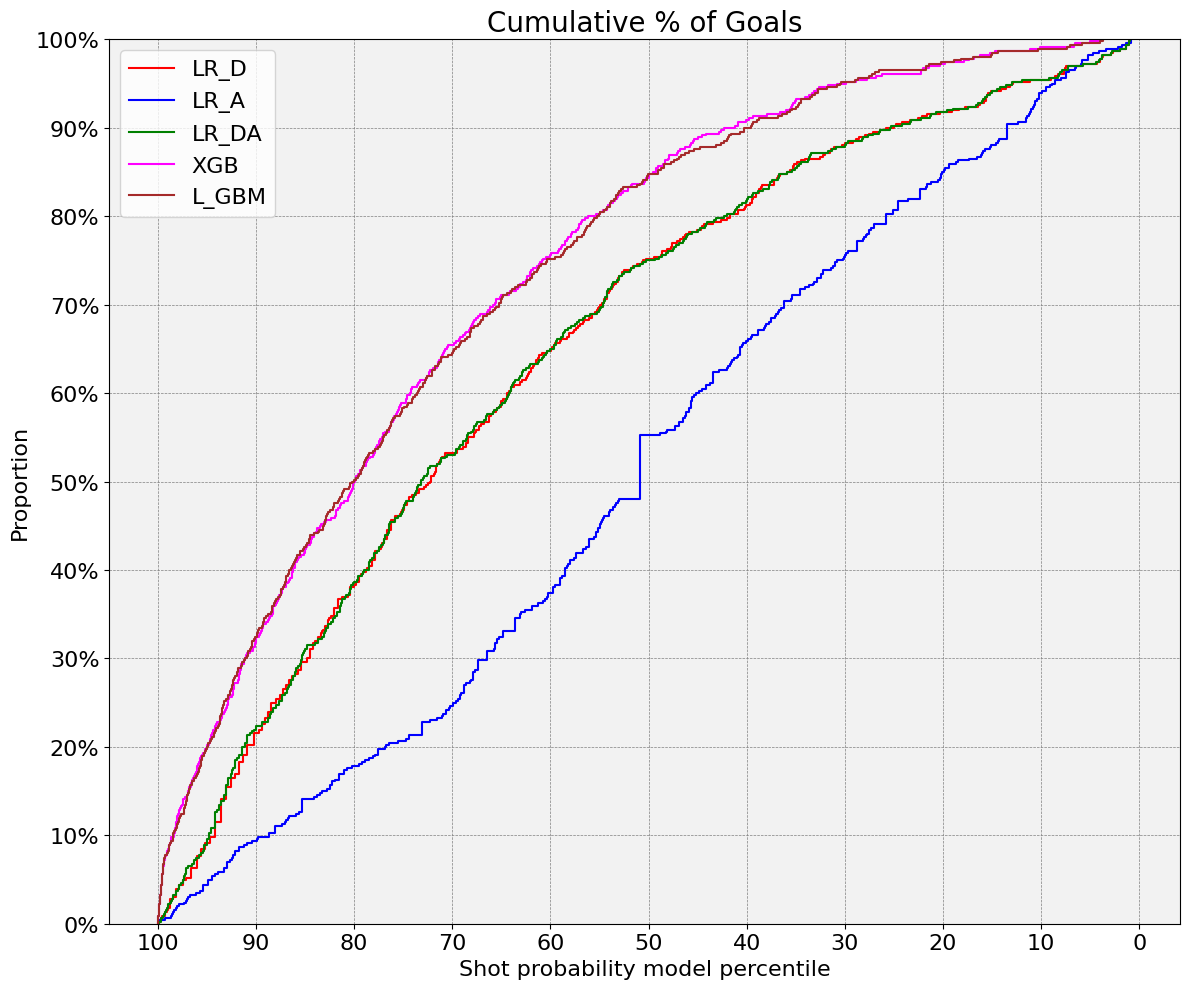 Cumulative % of Goals
100%
90%
80%
70%
60%
50%
40%
30%
20%
10%
0%
Proportion
LR_D
LR_A
LR_DA
XGB
L_GBM
100 90 80 70 60 50 40 30 20 10 0
Shot probability model percentile